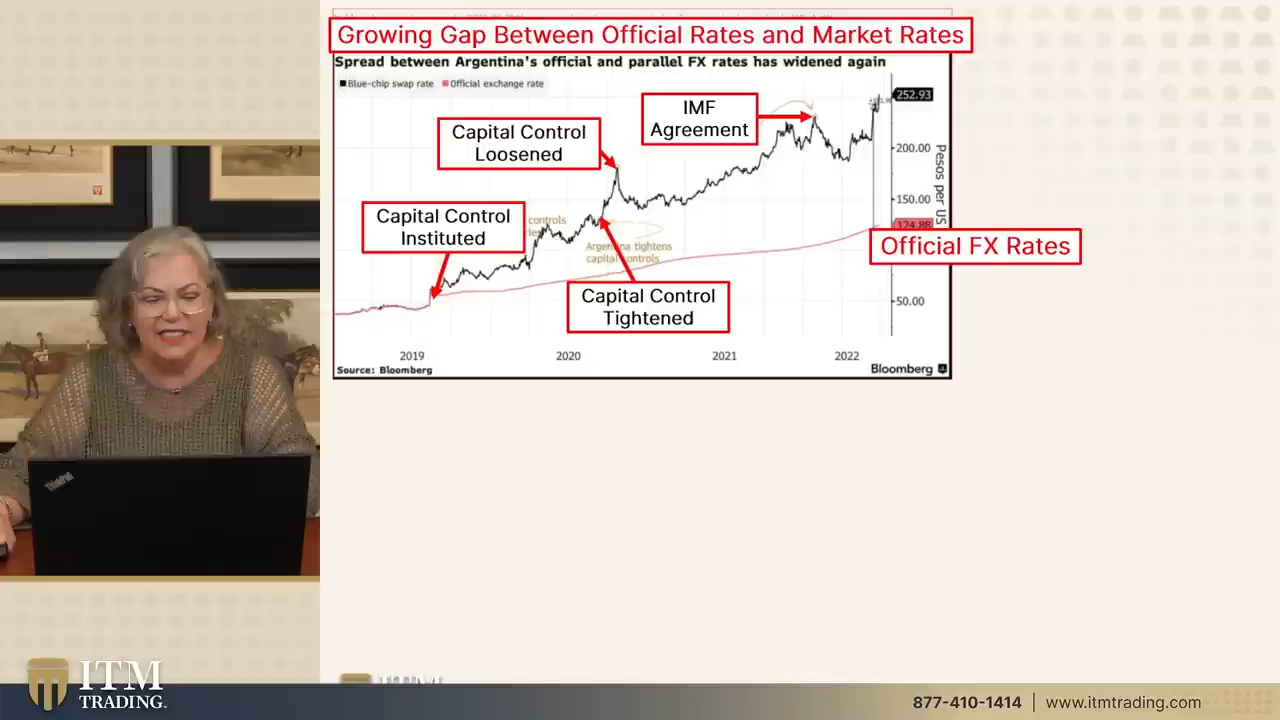 Growing Gap Between Official Rates and Market Rates
Spread between Argentina's official and parallel FX rates has widened again
Blue-chip swap rate Official exchange rate
252.93
IMF
Agreement
Capital Control
Loosened
200.00
Pesos per US
150.00
Capital Control
Instituted
controls
124.88
Official FX Rates
Argentina tightens
capital controls
Capital Control
Tightened
50.00
2019 2020 2021 2022
Source: Bloomberg
Bloomberg
ThinkPad
ITM
TRADING.
877-410-1414 | www.itmtrading.com